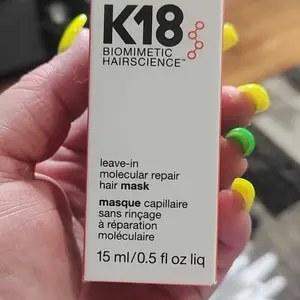 K18
BIOMIMETIC
HAIRSCIENCE™
leave-in
molecular repair
hair mask
masque capillaire
sans rinçage
à réparation
moléculaire
15 ml/0.5 fl oz liq